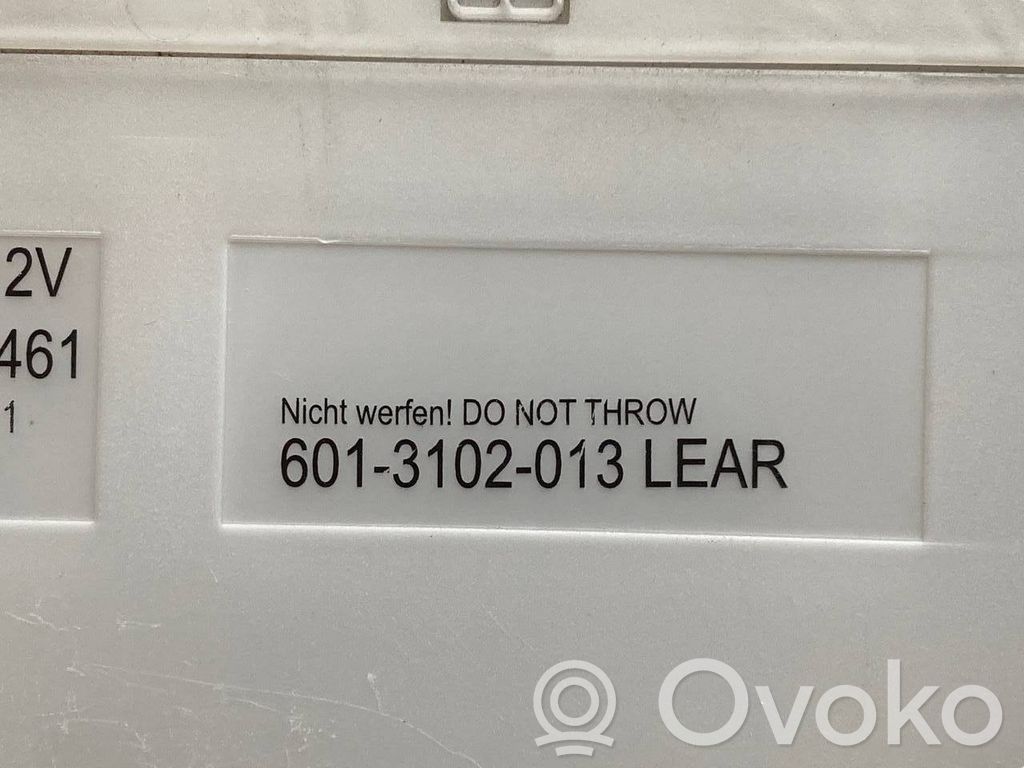 2V
461
1
Nicht werfen! DO NOT THROW
601-3102-013 LEAR
Ovoko